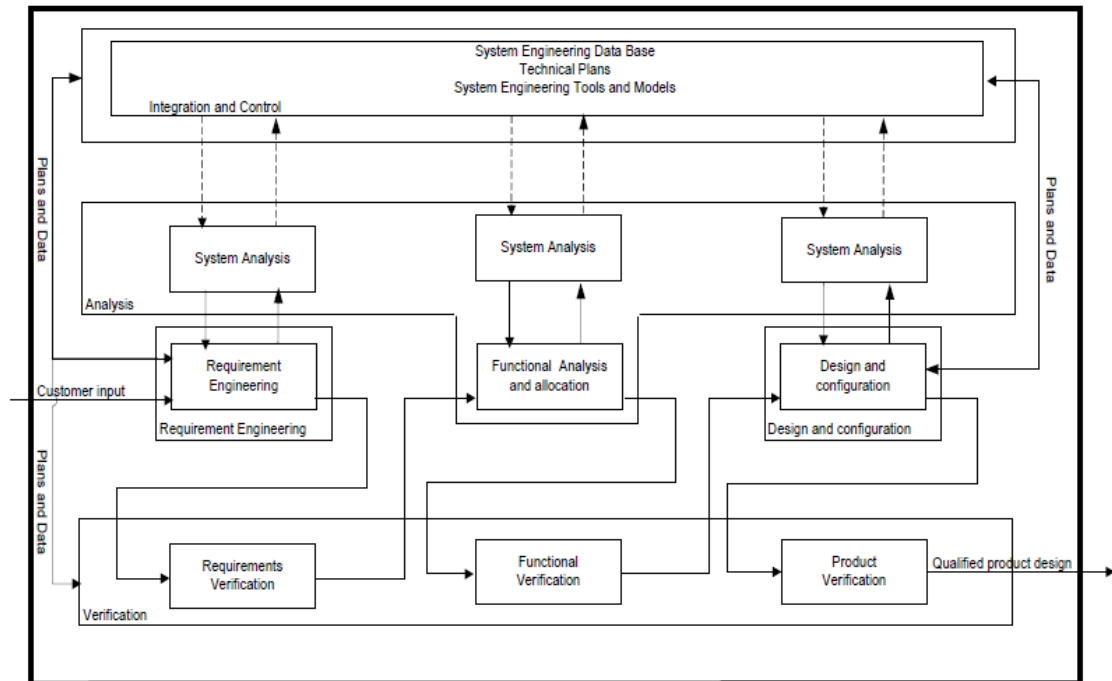 System Engineering Data Base
Technical Plans
System Engineering Tools and Models
Integration and Control
Plans and Data
Plans and Data
System Analysis
System Analysis
System Analysis
Analysis
Requirement
Engineering
Functional Analysis
and allocation
Design and
configuration
Customer input
Requirement Engineering
Design and configuration
Plans and Data
Requirements
Verification
Functional
Verification
Product
Verification
Qualified product design
Verification